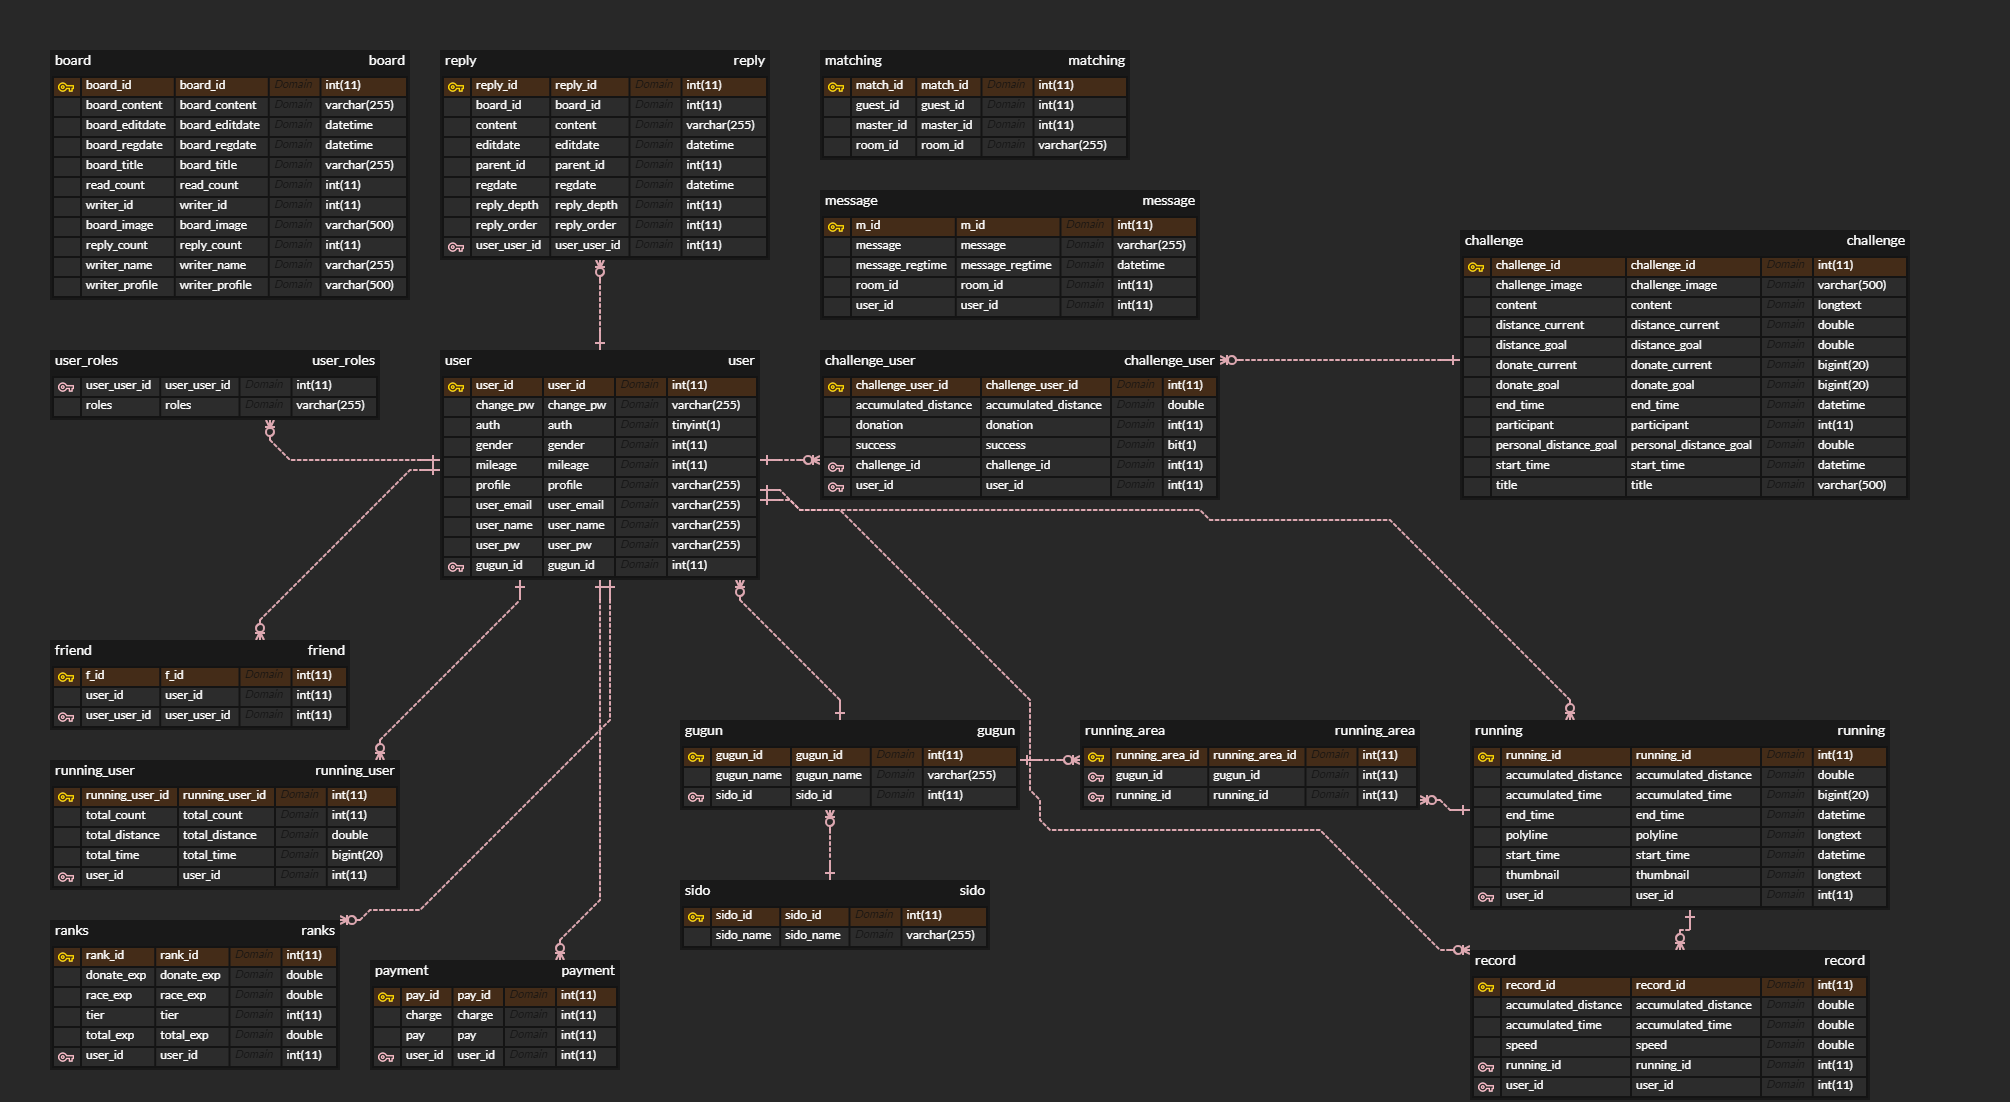 board board
board_id board_id Domain int(11)
board_content board_content Domain varchar(255)
board_editdate board_editdate Domain datetime
board_regdate board_regdate Domain datetime
board_title board_title Domain varchar(255)
read_count read_count Domain int(11)
writer_id writer_id Domain int(11)
board_image board_image Domain varchar(500)
reply_count reply_count Domain int(11)
writer_name writer_name Domain varchar(255)
writer_profile writer_profile Domain varchar(500)
reply reply
reply_id reply_id Domain int(11)
board_id board_id Domain int(11)
content content Domain varchar(255)
editdate editdate Domain datetime
parent_id parent_id Domain int(11)
regdate regdate Domain datetime
reply_depth reply_depth Domain int(11)
reply_order reply_order Domain int(11)
user_user_id user_user_id Domain int(11)
matching matching
match_id match_id Domain int(11)
guest_id guest_id Domain int(11)
master_id master_id Domain int(11)
room_id room_id Domain varchar(255)
message message
m_id m_id Domain int(11)
message message Domain varchar(255)
message_regtime message_regtime Domain datetime
room_id room_id Domain int(11)
user_id user_id Domain int(11)
challenge challenge
challenge_id challenge_id Domain int(11)
challenge_image challenge_image Domain varchar(500)
content content Domain longtext
distance_current distance_current Domain double
distance_goal distance_goal Domain double
donate_current donate_current Domain bigint(20)
donate_goal donate_goal Domain bigint(20)
end_time end_time Domain datetime
participant participant Domain int(11)
personal_distance_goal personal_distance_goal Domain double
start_time start_time Domain datetime
title title Domain varchar(500)
user_roles user_roles
user_user_id user_user_id Domain int(11)
roles roles Domain varchar(255)
user user
user_id user_id Domain int(11)
change_pw change_pw Domain varchar(255)
auth auth Domain tinyint(1)
gender gender Domain int(11)
mileage mileage Domain int(11)
profile profile Domain varchar(255)
user_email user_email Domain varchar(255)
user_name user_name Domain varchar(255)
user_pw user_pw Domain varchar(255)
gugun_id gugun_id Domain int(11)
challenge_user challenge_user
challenge_user_id challenge_user_id Domain int(11)
accumulated_distance accumulated_distance Domain double
donation donation Domain int(11)
success success Domain bit(1)
challenge_id challenge_id Domain int(11)
user_id user_id Domain int(11)
friend friend
f_id f_id Domain int(11)
user_id user_id Domain int(11)
user_user_id user_user_id Domain int(11)
running_user running_user
running_user_id running_user_id Domain int(11)
total_count total_count Domain int(11)
total_distance total_distance Domain double
total_time total_time Domain bigint(20)
user_id user_id Domain int(11)
gugun gugun
gugun_id gugun_id Domain int(11)
gugun_name gugun_name Domain varchar(255)
sido_id sido_id Domain int(11)
running_area running_area
running_area_id running_area_id Domain int(11)
gugun_id gugun_id Domain int(11)
running_id running_id Domain int(11)
running running
running_id running_id Domain int(11)
accumulated_distance accumulated_distance Domain double
accumulated_time accumulated_time Domain bigint(20)
end_time end_time Domain datetime
polyline polyline Domain longtext
start_time start_time Domain datetime
thumbnail thumbnail Domain longtext
user_id user_id Domain int(11)
ranks ranks
rank_id rank_id Domain int(11)
donate_exp donate_exp Domain double
race_exp race_exp Domain double
tier tier Domain int(11)
total_exp total_exp Domain double
user_id user_id Domain int(11)
payment payment
pay_id pay_id Domain int(11)
charge charge Domain int(11)
pay pay Domain int(11)
user_id user_id Domain int(11)
sido sido
sido_id sido_id Domain int(11)
sido_name sido_name Domain varchar(255)
record record
record_id record_id Domain int(11)
accumulated_distance accumulated_distance Domain double
accumulated_time accumulated_time Domain double
speed speed Domain double
running_id running_id Domain int(11)
user_id user_id Domain int(11)